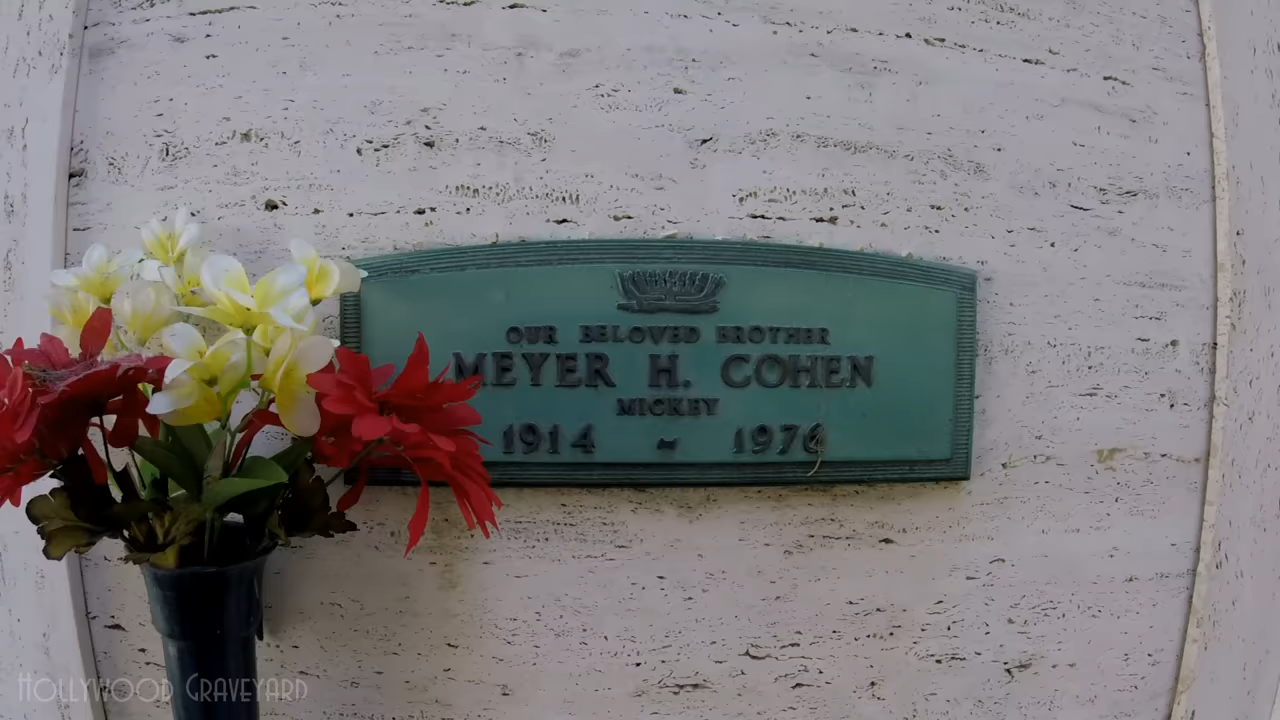 OUR BELOVED BROTHER
MEYER H. COHEN
MICKEY
1914 ~ 1976
HOLLYWOOD GRAVEYARD